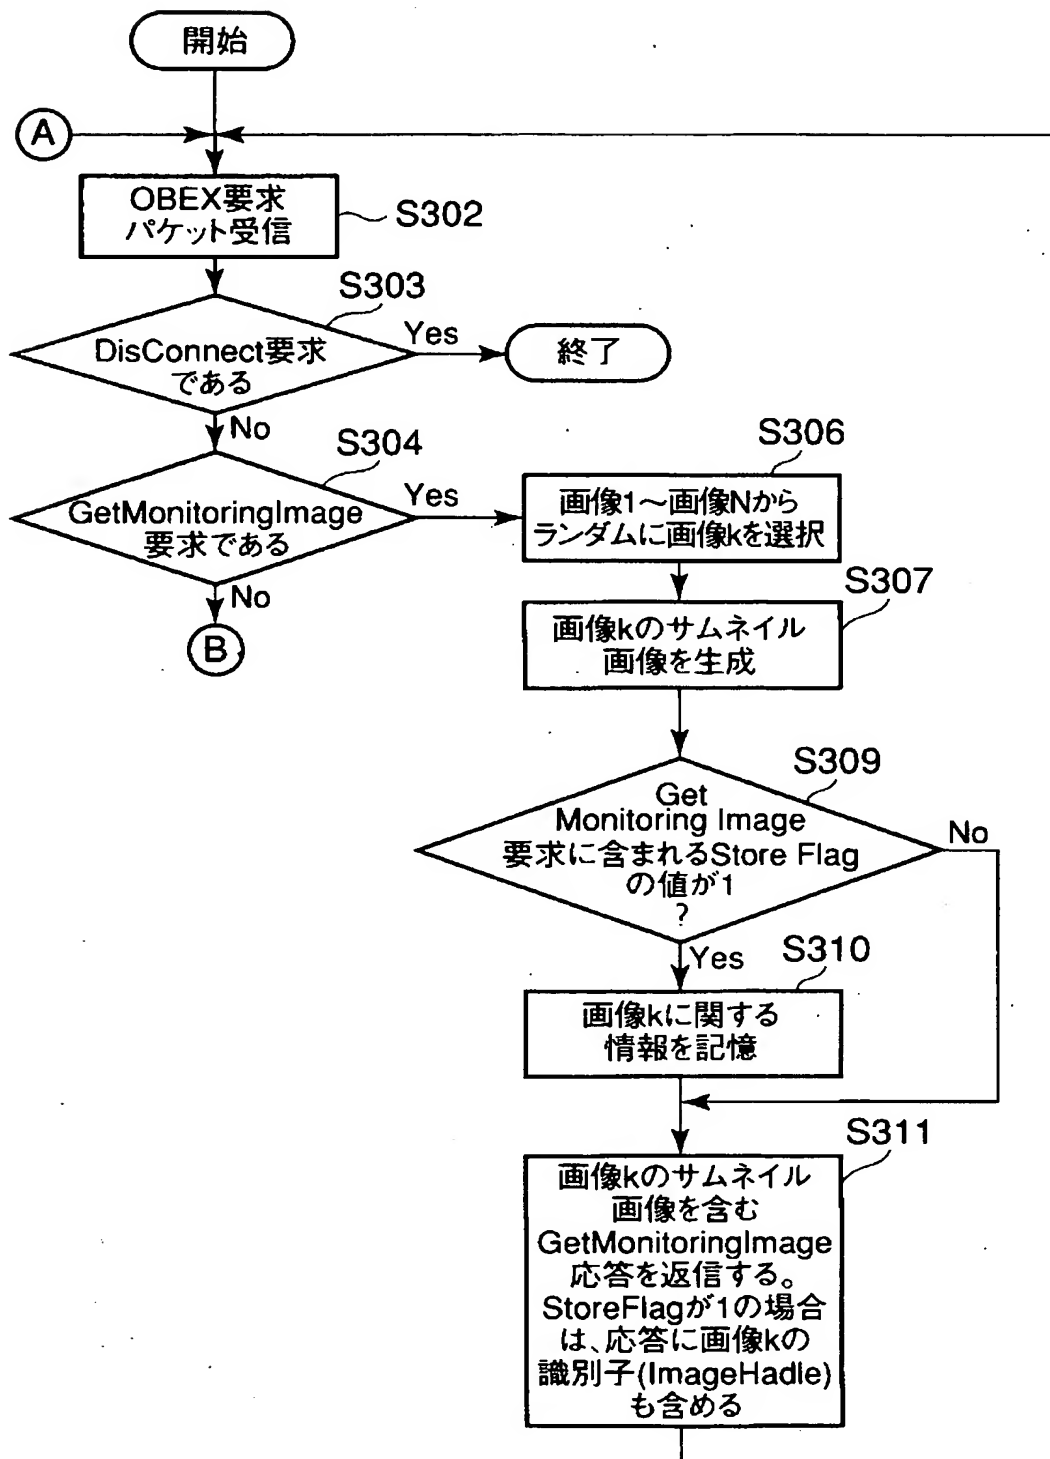 開始
A
OBEX要求
パケット受信
S302
S303
DisConnect要求
である
Yes
終了
No
S304
GetMonitoringImage
要求である
Yes
No
B
S306
画像1～画像Nから
ランダムに画像kを選択
S307
画像kのサムネイル
画像を生成
S309
Get
Monitoring Image
要求に含まれるStore Flag
の値が1
?
No
Yes
S310
画像kに関する
情報を記憶
S311
画像kのサムネイル
画像を含む
GetMonitoringImage
応答を返信する。
StoreFlagが1の場合
は、応答に画像kの
識別子(ImageHadle)
も含める